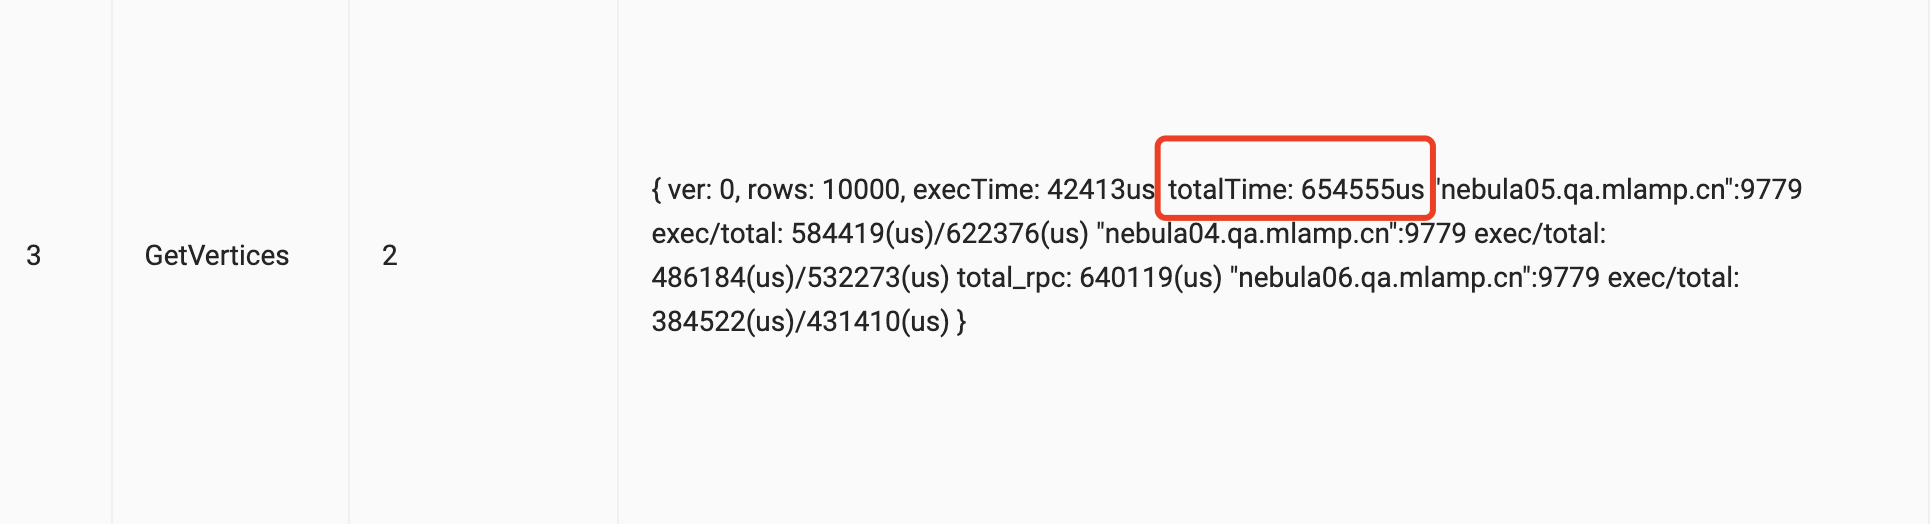 3
GetVertices
2
{ ver: 0, rows: 10000, execTime: 42413us totalTime: 654555us "nebula05.qa.mlamp.cn":9779
exec/total: 584419(us)/622376(us) "nebula04.qa.mlamp.cn":9779 exec/total:
486184(us)/532273(us) total_rpc: 640119(us) "nebula06.qa.mlamp.cn":9779 exec/total:
384522(us)/431410(us) }